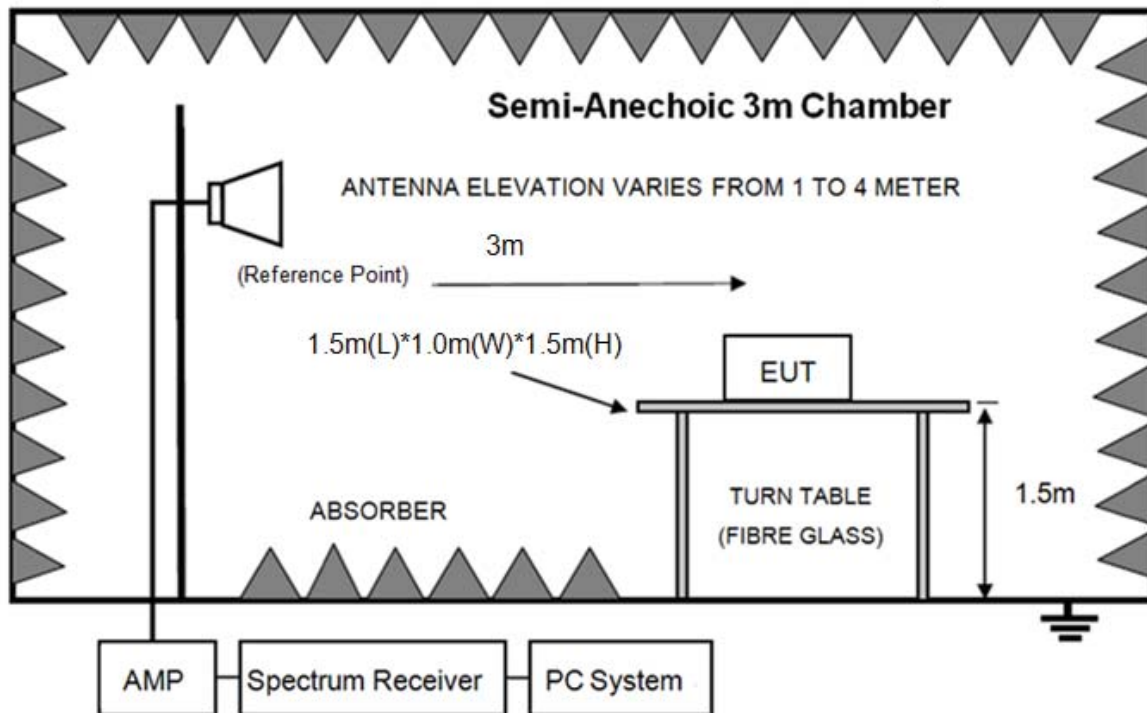 Semi-Anechoic 3m Chamber
ANTENNA ELEVATION VARIES FROM 1 TO 4 METER
3m
(Reference Point)
1.5m(L)*1.0m(W)*1.5m(H)
EUT
ABSORBER
TURN TABLE
(FIBRE GLASS)
1.5m
AMP
Spectrum Receiver
PC System